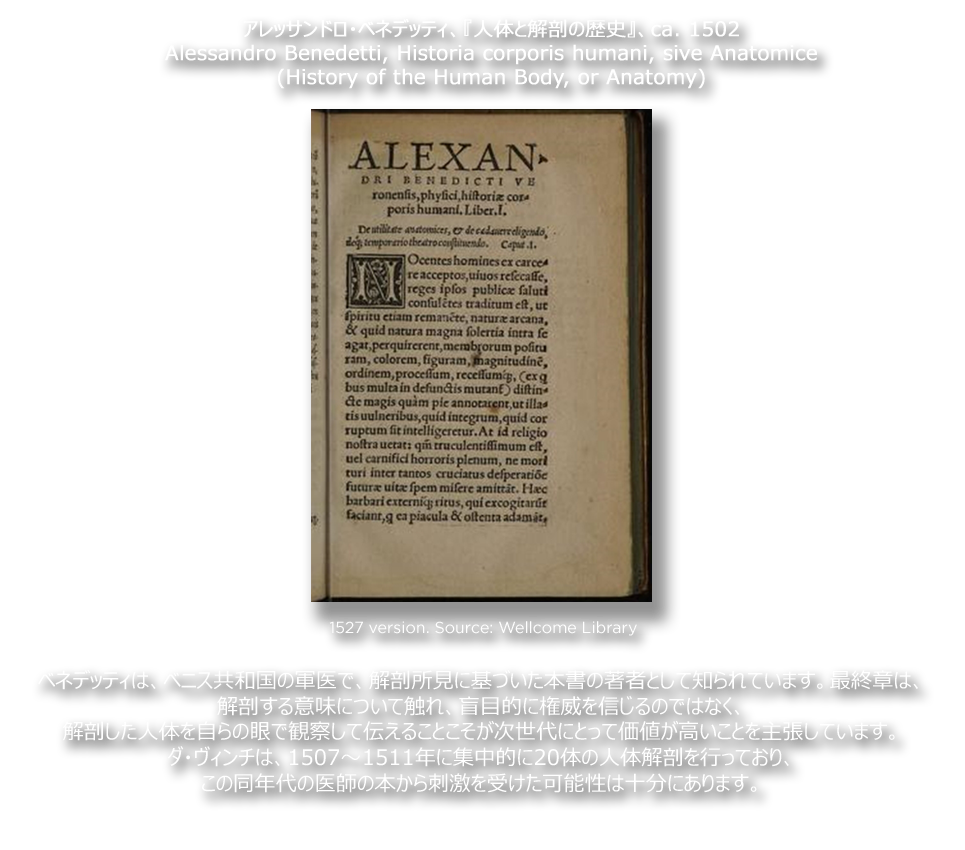 アレッサンドロ・ベネデッティ、『人体と解剖の歴史』、ca. 1502
Alessandro Benedetti, Historia corporis humani, sive Anatomice
(History of the Human Body, or Anatomy)
ALEXAN-
DRI BENEDICTI VE
ronensis, physici, historiæ cor-
poris humani. Liber. I.
De utilitate anatomices, & de cadavere eligendo,
deq; temporario theatro constituendo. Caput .I.
NOcentes homines ex carce-
re acceptos, uiuos resecasse,
reges ipsos publicæ saluti
consulẽtes traditum est, ut
spiritu etiam remanẽte, naturæ arcana,
& quid natura magna solertia intra se
agat, perquirerent, membrorum positu
ram, colorem, figuram, magnitudinẽ,
ordinem, processum, recessumq;, (ex q
bus multa in defunctis mutant̃) distin-
cte magis quàm pie annotarent, ut illa-
tis uulneribus, quid integrum, quid cor
ruptum sit intelligeretur. At id religio
nostra uetat: qm̃ truculentissimum est,
uel carnifici horroris plenum, ne mori
turi inter tantos cruciatus desperatiõe
futuræ uitæ spem misere amittãt. Hæc
barbari externiq; ritus, qui excogitarũt
faciant, q ea piacula & ostenta adamãt.
1527 version. Source: Wellcome Library
ベネデッティは、ベニス共和国の軍医で、解剖所見に基づいた本書の著者として知られています。最終章は、
解剖する意味について触れ、盲目的に権威を信じるのではなく、
解剖した人体を自らの眼で観察して伝えることこそが次世代にとって価値が高いことを主張しています。
ダ・ヴィンチは、1507〜1511年に集中的に20体の人体解剖を行っており、
この同年代の医師の本から刺激を受けた可能性は十分にあります。